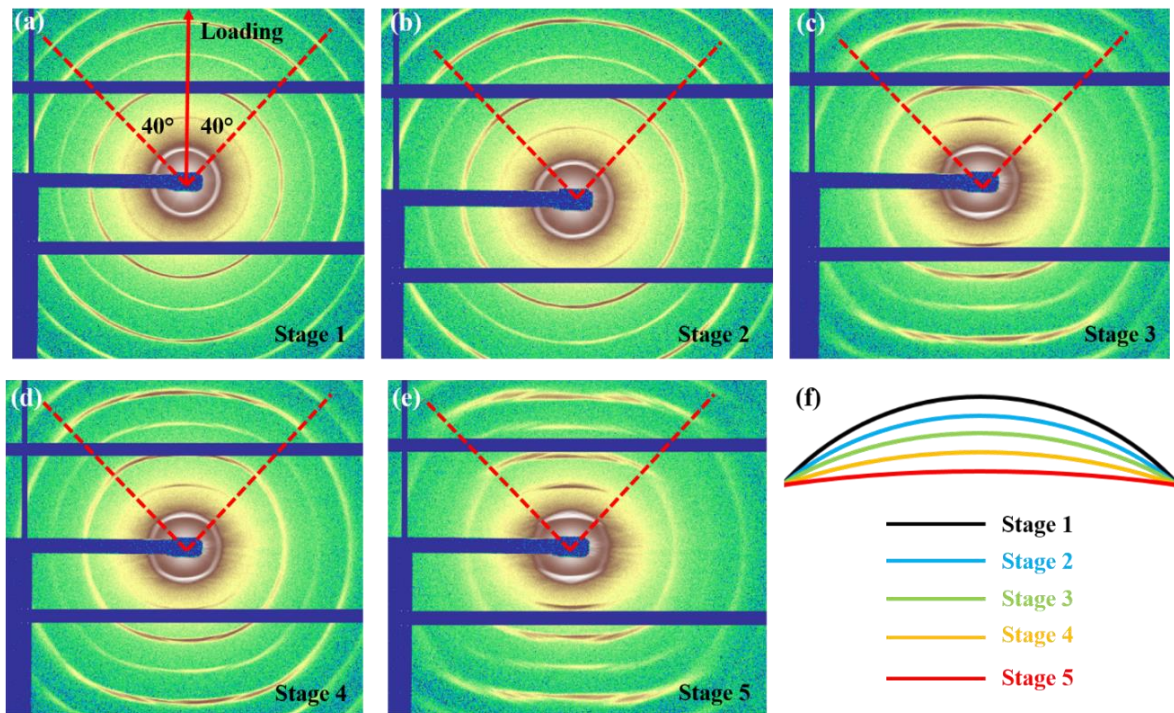 (a)
Loading
40° 40°
Stage 1
(b)
Stage 2
(c)
Stage 3
(d)
Stage 4
(e)
Stage 5
(f)
Stage 1
Stage 2
Stage 3
Stage 4
Stage 5